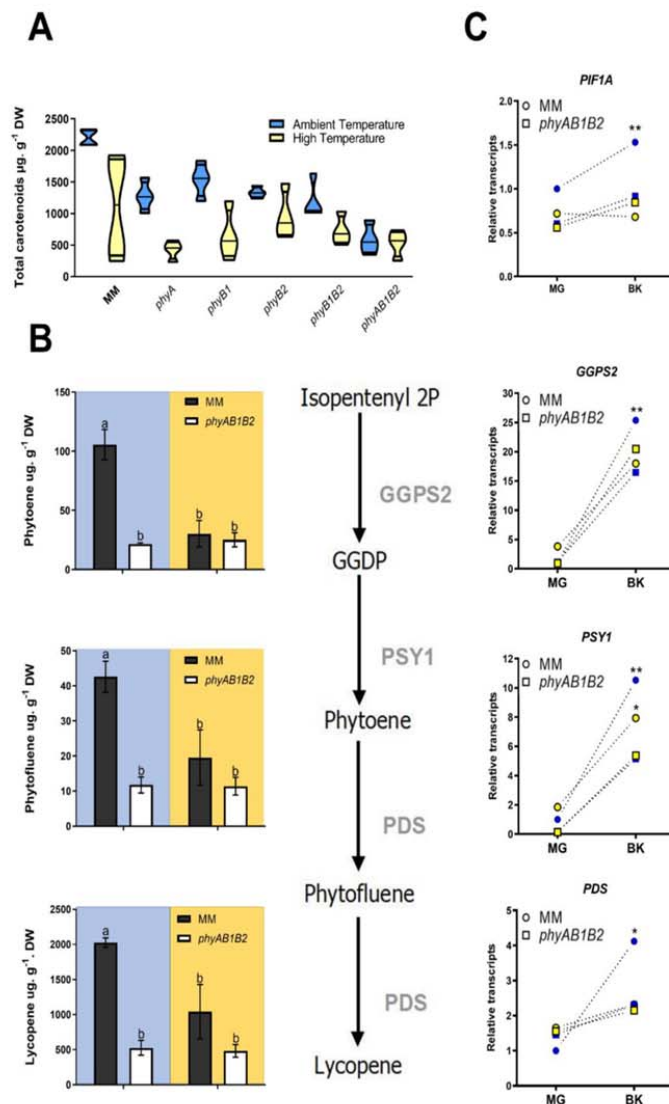 A
Total carotenoids µg. g⁻¹ DW
2500
2000
1500
1000
500
0
Ambient Temperature
High Temperature
MM
phyA
phyB1
phyB2
phyB1B2
phyAB1B2
B
Phytoene ug. g⁻¹ DW
150
100
50
0
MM
phyAB1B2
a
b
b
b
Phytofluene ug. g⁻¹ DW
50
40
30
20
10
0
MM
phyAB1B2
a
b
b
b
Lycopene ug. g⁻¹. DW
2500
2000
1500
1000
500
0
MM
phyAB1B2
a
b
b
b
Isopentenyl 2P
GGPS2
GGDP
PSY1
Phytoene
PDS
Phytofluene
PDS
Lycopene
C
PIF1A
Relative transcripts
2.0
1.5
1.0
0.5
0.0
MM
phyAB1B2
**
MG BK
GGPS2
Relative transcripts
30
25
20
15
10
5
0
MM
phyAB1B2
**
MG BK
PSY1
Relative transcripts
12
10
8
6
4
2
0
MM
phyAB1B2
**
*
MG BK
PDS
Relative transcripts
5
4
3
2
1
0
MM
phyAB1B2
*
MG BK